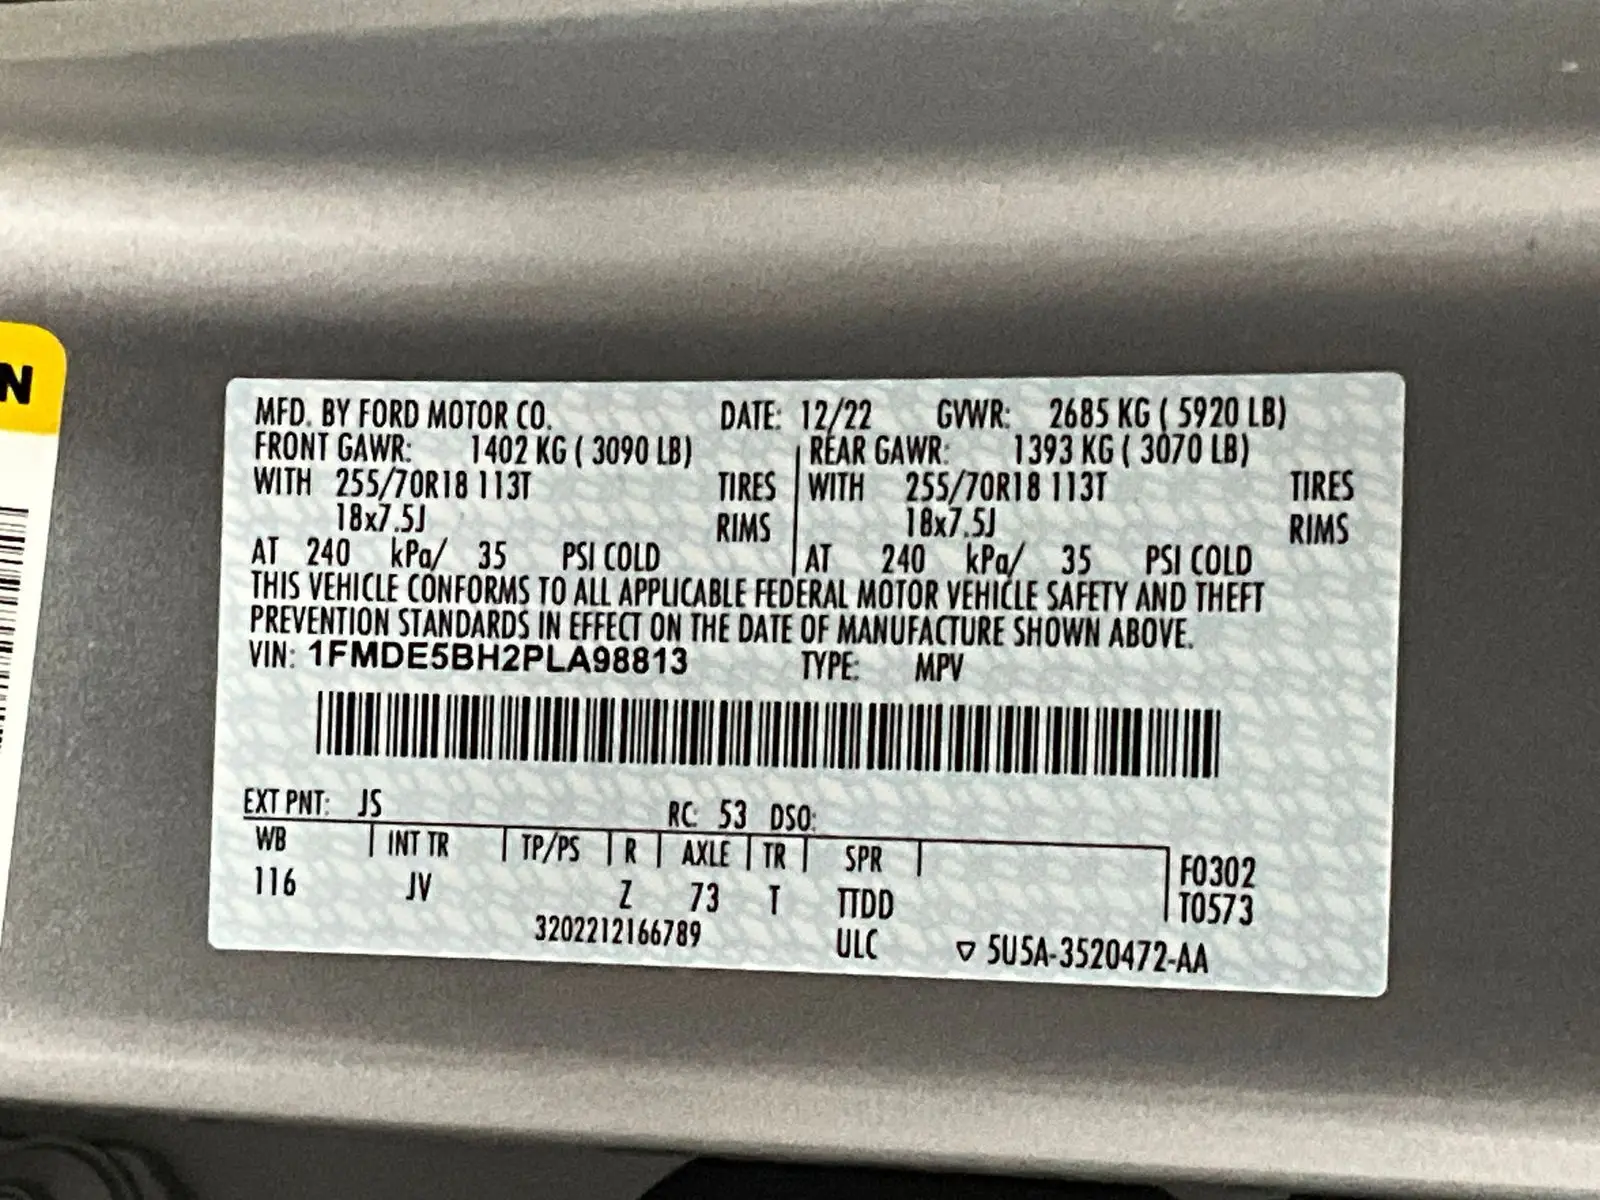 N
MFD. BY FORD MOTOR CO. DATE: 12/22 GVWR: 2685 KG ( 5920 LB)
FRONT GAWR: 1402 KG ( 3090 LB) REAR GAWR: 1393 KG ( 3070 LB)
WITH 255/70R18 113T TIRES WITH 255/70R18 113T TIRES
18x7.5J RIMS 18x7.5J RIMS
AT 240 kPa/ 35 PSI COLD AT 240 kPa/ 35 PSI COLD
THIS VEHICLE CONFORMS TO ALL APPLICABLE FEDERAL MOTOR VEHICLE SAFETY AND THEFT
PREVENTION STANDARDS IN EFFECT ON THE DATE OF MANUFACTURE SHOWN ABOVE.
VIN: 1FMDE5BH2PLA98813 TYPE: MPV
EXT PNT: JS RC: 53 DSO:
WB INT TR TP/PS R AXLE TR SPR F0302
116 JV Z 73 T TTDD T0573
3202212166789 ULC ▽ 5U5A-3520472-AA